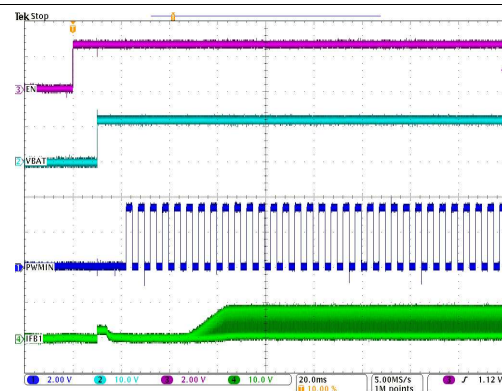 Tek Stop
T
3 EN
2 VBAT
1 PWMIN
4 IFB1
1 2.00 V 2 10.0 V 3 2.00 V 4 10.0 V 20.0ms 5.00MS/s 3 1.12 V
T 10.00 % 1M points